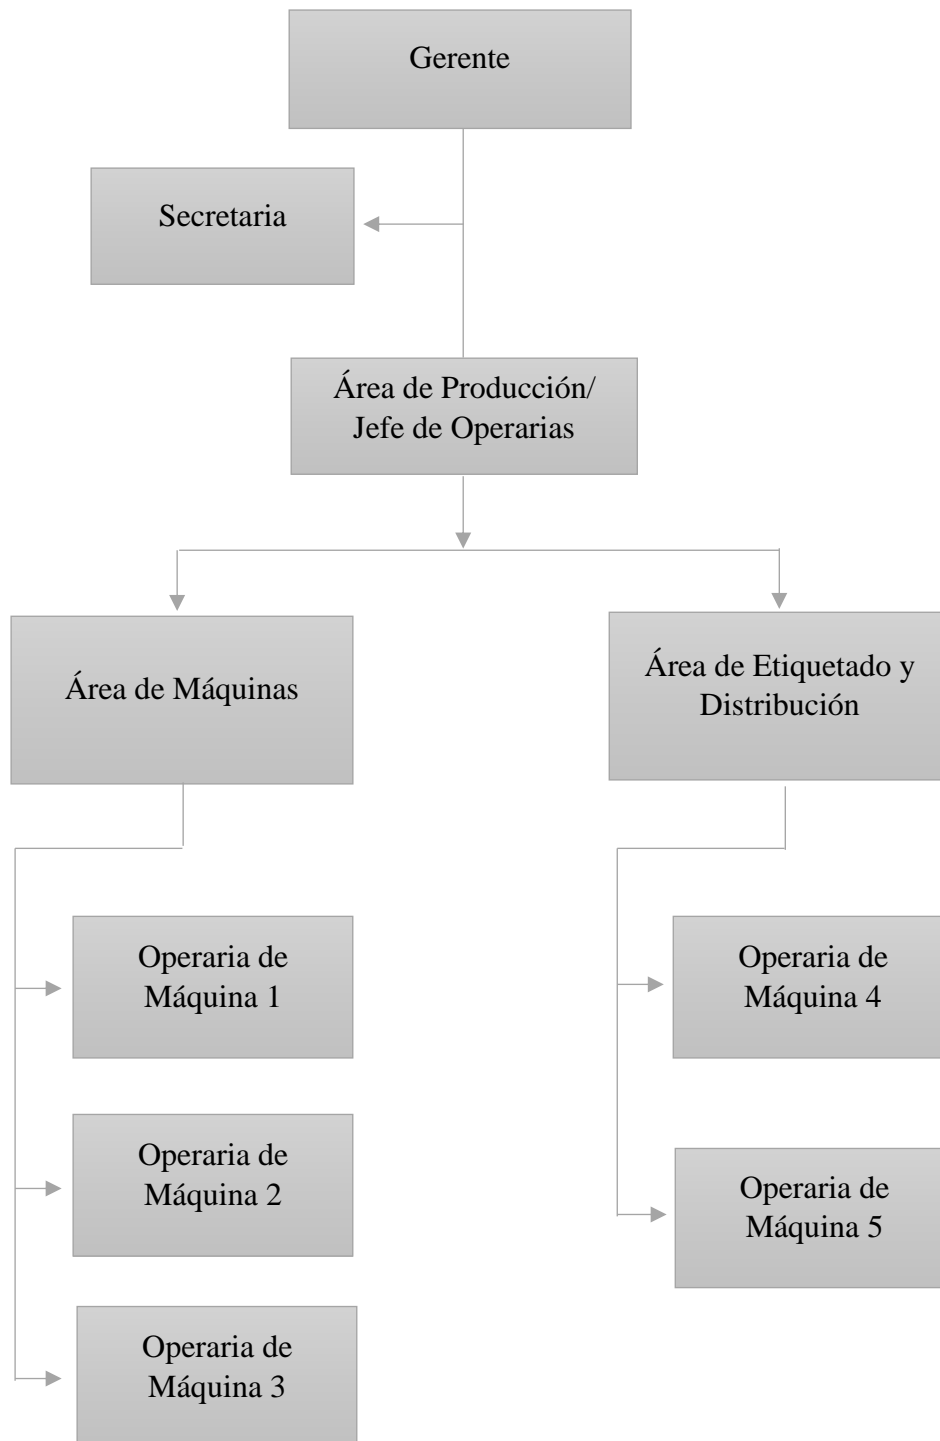 Gerente
Secretaria
Área de Producción/
Jefe de Operarias
Área de Máquinas
Área de Etiquetado y
Distribución
Operaria de
Máquina 1
Operaria de
Máquina 2
Operaria de
Máquina 3
Operaria de
Máquina 4
Operaria de
Máquina 5